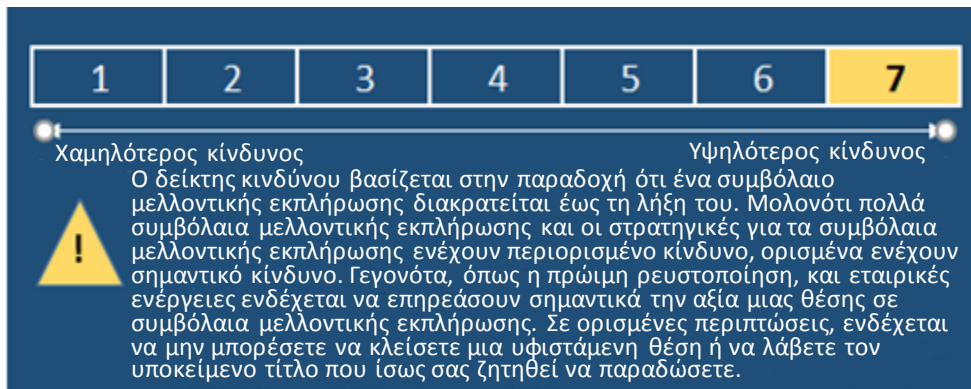 1 2 3 4 5 6 7
Χαμηλότερος κίνδυνος Υψηλότερος κίνδυνος
Ο δείκτης κινδύνου βασίζεται στην παραδοχή ότι ένα συμβόλαιο
μελλοντικής εκπλήρωσης διακρατείται έως τη λήξη του. Μολονότι πολλά
συμβόλαια μελλοντικής εκπλήρωσης και οι στρατηγικές για τα συμβόλαια
μελλοντικής εκπλήρωσης ενέχουν περιορισμένο κίνδυνο, ορισμένα ενέχουν
σημαντικό κίνδυνο. Γεγονότα, όπως η πρώιμη ρευστοποίηση, και εταιρικές
ενέργειες ενδέχεται να επηρεάσουν σημαντικά την αξία μιας θέσης σε
συμβόλαια μελλοντικής εκπλήρωσης. Σε ορισμένες περιπτώσεις, ενδέχεται
να μην μπορέσετε να κλείσετε μια υφιστάμενη θέση ή να λάβετε τον
υποκείμενο τίτλο που ίσως σας ζητηθεί να παραδώσετε.
!